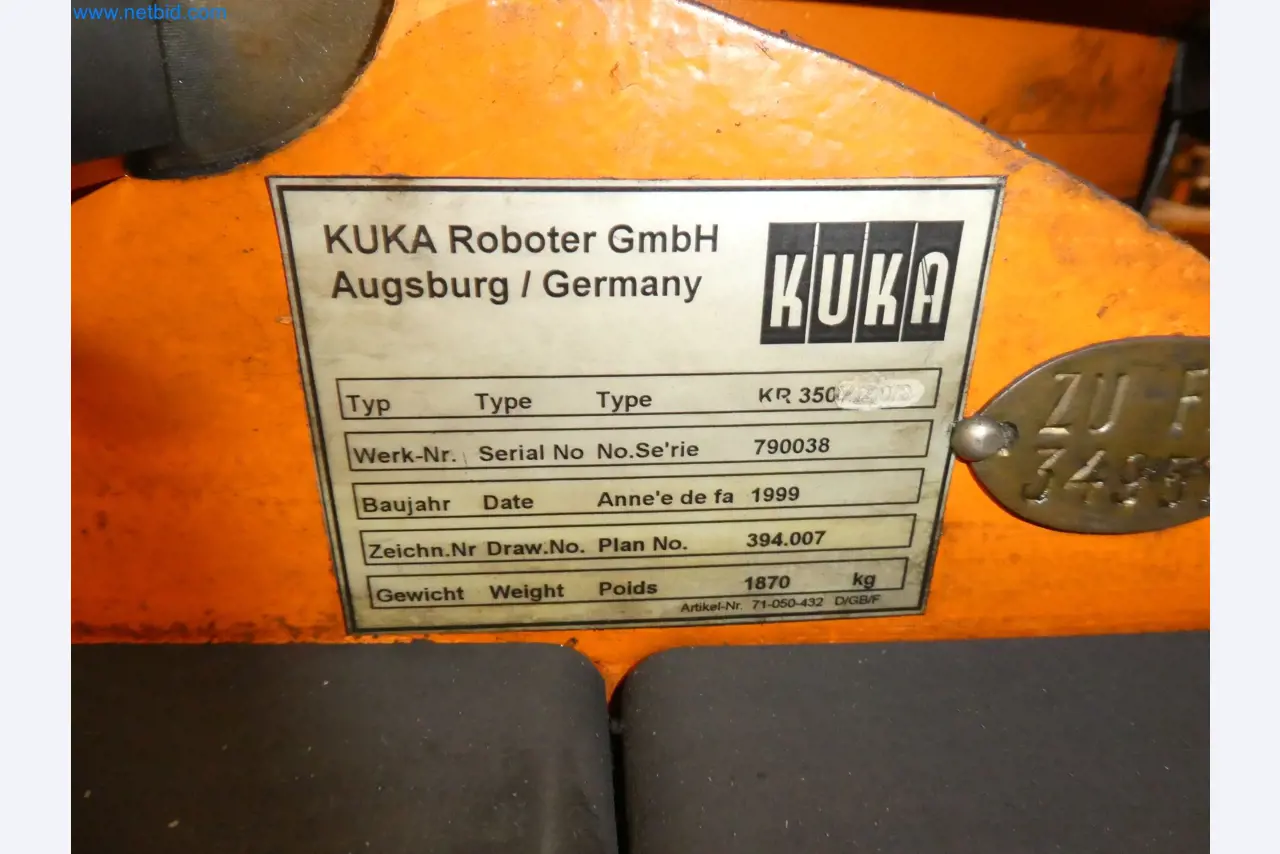 www.netbid.com
KUKA Roboter GmbH
Augsburg / Germany
KUKA
Typ Type Type KR 350
Werk-Nr. Serial No No.Se'rie 790038
Baujahr Date Anne'e de fa 1999
Zeichn.Nr Draw.No. Plan No. 394.007
Gewicht Weight Poids 1870 kg
Artikel-Nr. 71-050-432 D/GB/F
ZU F
3495